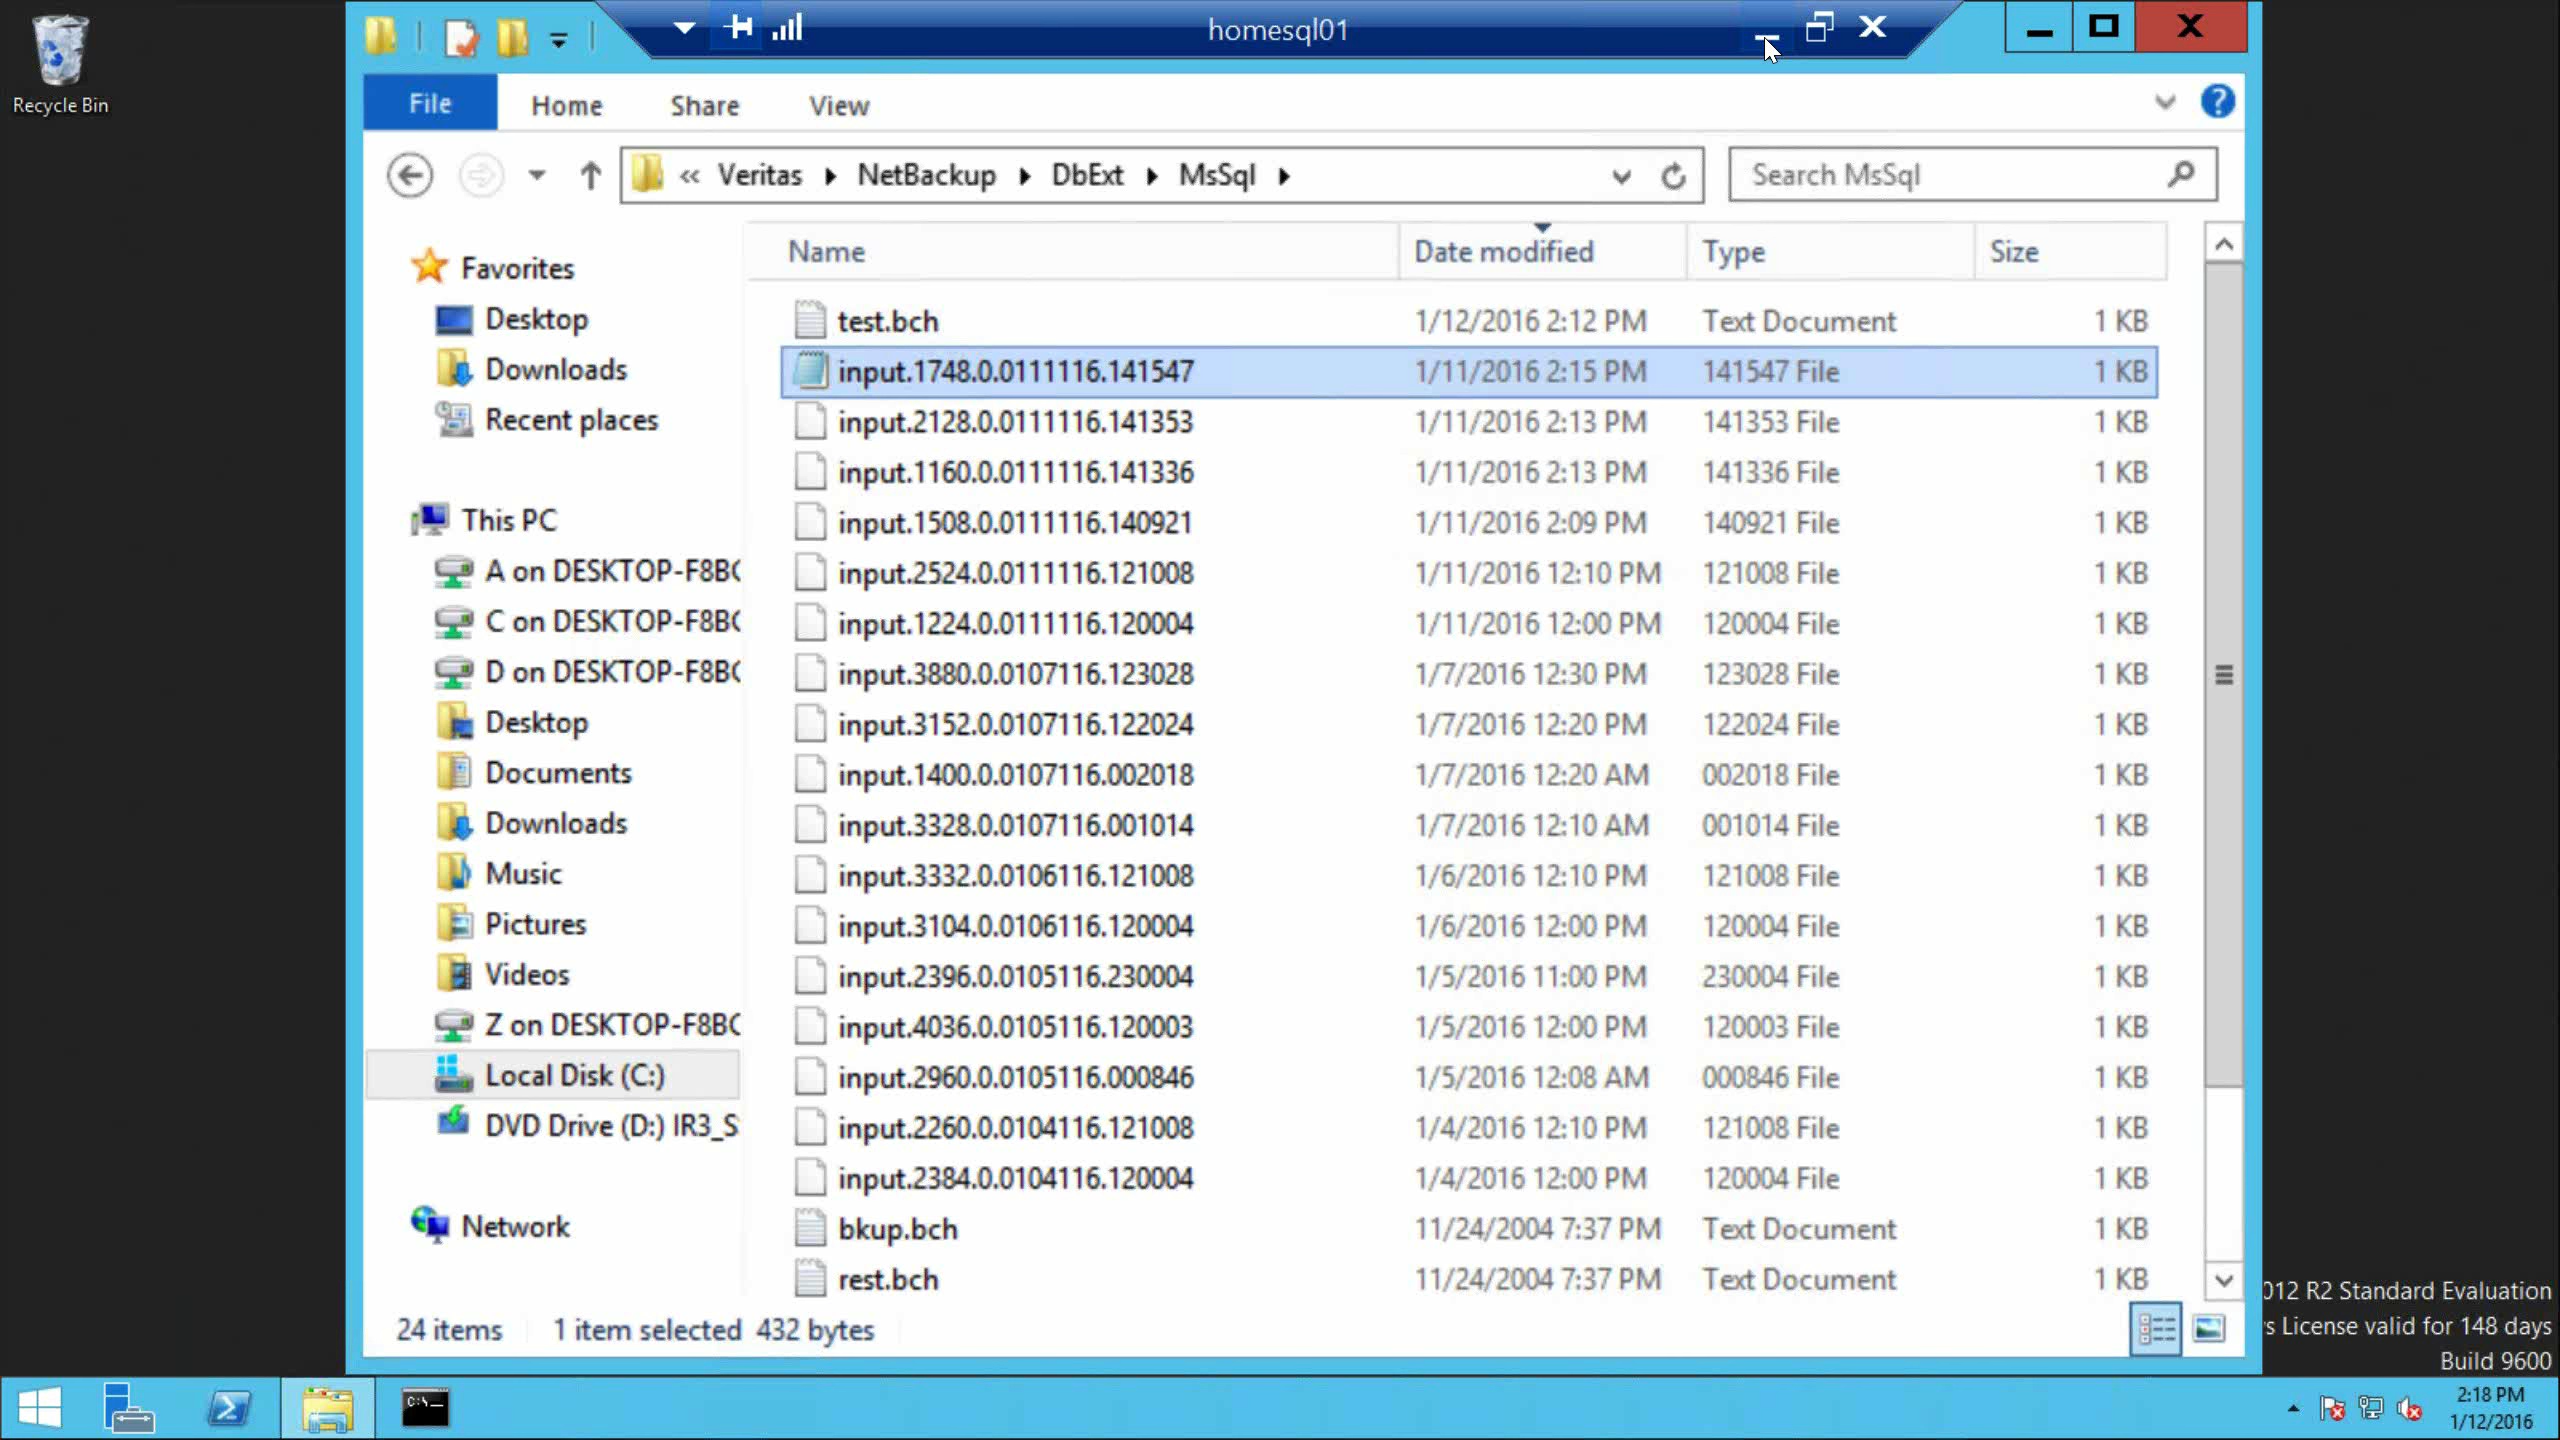 homesql01
Recycle Bin
File Home Share View
« Veritas NetBackup DbExt MsSql
Search MsSql
Name Date modified Type Size
Favorites
Desktop
Downloads
Recent places
This PC
A on DESKTOP-F8B
C on DESKTOP-F8B
D on DESKTOP-F8B
Desktop
Documents
Downloads
Music
Pictures
Videos
Z on DESKTOP-F8B
Local Disk (C:)
DVD Drive (D:) IR3_S
Network
test.bch 1/12/2016 2:12 PM Text Document 1 KB
input.1748.0.0111116.141547 1/11/2016 2:15 PM 141547 File 1 KB
input.2128.0.0111116.141353 1/11/2016 2:13 PM 141353 File 1 KB
input.1160.0.0111116.141336 1/11/2016 2:13 PM 141336 File 1 KB
input.1508.0.0111116.140921 1/11/2016 2:09 PM 140921 File 1 KB
input.2524.0.0111116.121008 1/11/2016 12:10 PM 121008 File 1 KB
input.1224.0.0111116.120004 1/11/2016 12:00 PM 120004 File 1 KB
input.3880.0.0107116.123028 1/7/2016 12:30 PM 123028 File 1 KB
input.3152.0.0107116.122024 1/7/2016 12:20 PM 122024 File 1 KB
input.1400.0.0107116.002018 1/7/2016 12:20 AM 002018 File 1 KB
input.3328.0.0107116.001014 1/7/2016 12:10 AM 001014 File 1 KB
input.3332.0.0106116.121008 1/6/2016 12:10 PM 121008 File 1 KB
input.3104.0.0106116.120004 1/6/2016 12:00 PM 120004 File 1 KB
input.2396.0.0105116.230004 1/5/2016 11:00 PM 230004 File 1 KB
input.4036.0.0105116.120003 1/5/2016 12:00 PM 120003 File 1 KB
input.2960.0.0105116.000846 1/5/2016 12:08 AM 000846 File 1 KB
input.2260.0.0104116.121008 1/4/2016 12:10 PM 121008 File 1 KB
input.2384.0.0104116.120004 1/4/2016 12:00 PM 120004 File 1 KB
bkup.bch 11/24/2004 7:37 PM Text Document 1 KB
rest.bch 11/24/2004 7:37 PM Text Document 1 KB
24 items 1 item selected 432 bytes
012 R2 Standard Evaluation
s License valid for 148 days
Build 9600
2:18 PM
1/12/2016